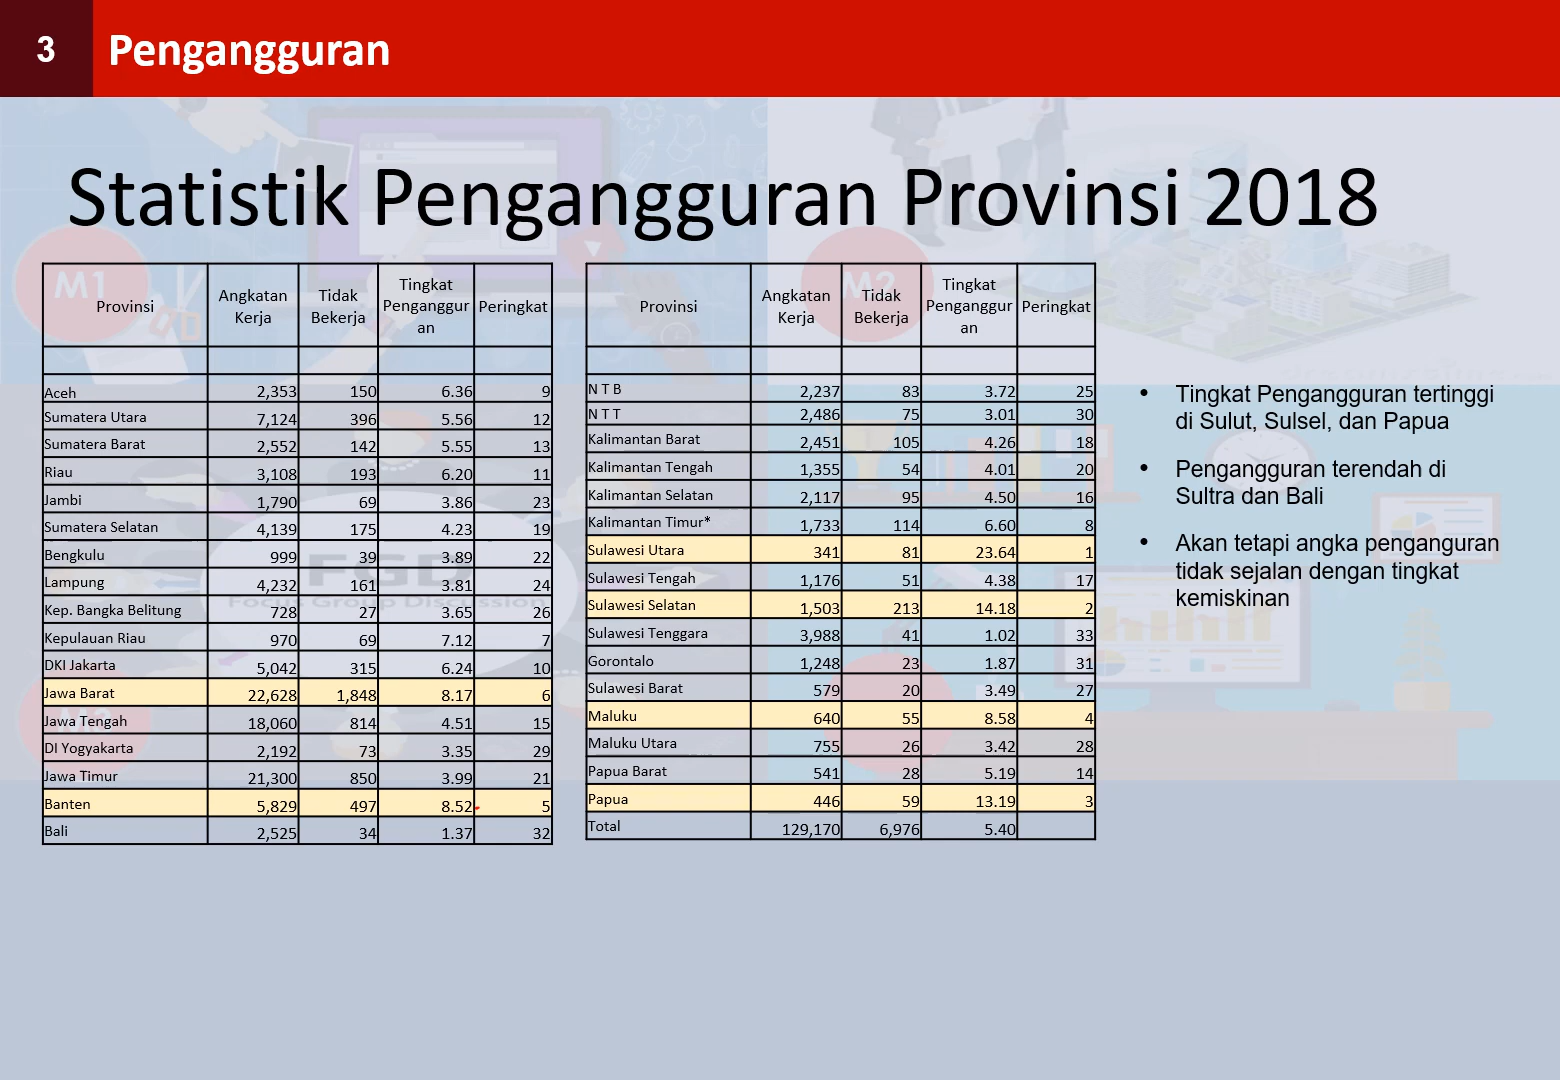 3 Pengangguran
Statistik Pengangguran Provinsi 2018
Provinsi Angkatan Kerja Tidak Bekerja Tingkat Penganggur an Peringkat
Aceh 2,353 150 6.36 9
Sumatera Utara 7,124 396 5.56 12
Sumatera Barat 2,552 142 5.55 13
Riau 3,108 193 6.20 11
Jambi 1,790 69 3.86 23
Sumatera Selatan 4,139 175 4.23 19
Bengkulu 999 39 3.89 22
Lampung 4,232 161 3.81 24
Kep. Bangka Belitung 728 27 3.65 26
Kepulauan Riau 970 69 7.12 7
DKI Jakarta 5,042 315 6.24 10
Jawa Barat 22,628 1,848 8.17 6
Jawa Tengah 18,060 814 4.51 15
DI Yogyakarta 2,192 73 3.35 29
Jawa Timur 21,300 850 3.99 21
Banten 5,829 497 8.52 5
Bali 2,525 34 1.37 32
Provinsi Angkatan Kerja Tidak Bekerja Tingkat Penganggur an Peringkat
N T B 2,237 83 3.72 25
N T T 2,486 75 3.01 30
Kalimantan Barat 2,451 105 4.26 18
Kalimantan Tengah 1,355 54 4.01 20
Kalimantan Selatan 2,117 95 4.50 16
Kalimantan Timur* 1,733 114 6.60 8
Sulawesi Utara 341 81 23.64 1
Sulawesi Tengah 1,176 51 4.38 17
Sulawesi Selatan 1,503 213 14.18 2
Sulawesi Tenggara 3,988 41 1.02 33
Gorontalo 1,248 23 1.87 31
Sulawesi Barat 579 20 3.49 27
Maluku 640 55 8.58 4
Maluku Utara 755 26 3.42 28
Papua Barat 541 28 5.19 14
Papua 446 59 13.19 3
Total 129,170 6,976 5.40
• Tingkat Pengangguran tertinggi
di Sulut, Sulsel, dan Papua
• Pengangguran terendah di
Sultra dan Bali
• Akan tetapi angka penganguran
tidak sejalan dengan tingkat
kemiskinan
M1
M2
M3
FGD
Focus Group Discussion